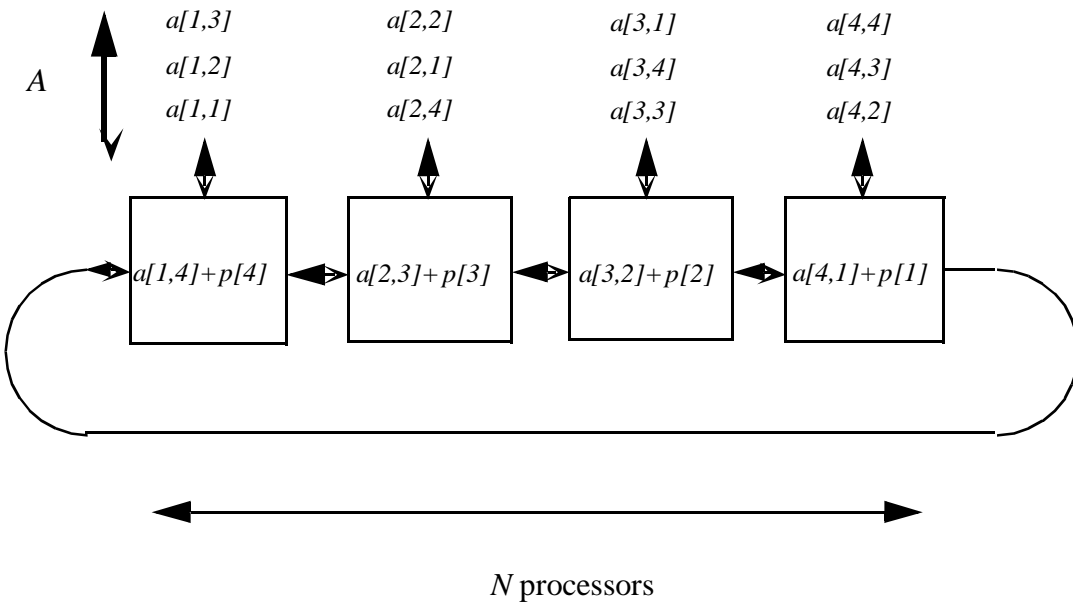 a[1,3] a[2,2] a[3,1] a[4,4]
A a[1,2] a[2,1] a[3,4] a[4,3]
a[1,1] a[2,4] a[3,3] a[4,2]
a[1,4]+p[4] a[2,3]+p[3] a[3,2]+p[2] a[4,1]+p[1]
N processors